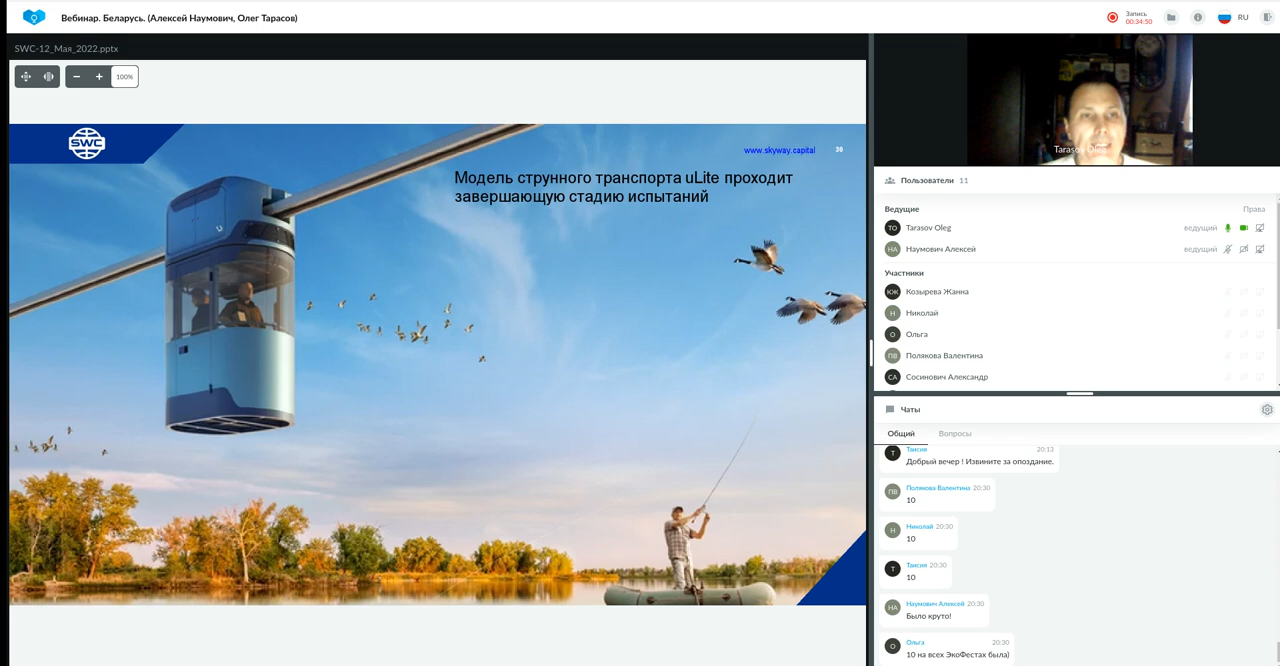 Вебинар. Беларусь. (Алексей Наумович, Олег Тарасов)
Запись
00:34:50
RU
SWC-12_Мая_2022.pptx
100%
SWC
www.skyway.capital
30
Модель струнного транспорта uLite проходит
завершающую стадию испытаний
Tarasov Oleg
Пользователи 11
Ведущие
Права
TO Tarasov Oleg ведущий
НА Наумович Алексей ведущий
Участники
КЖ Козырева Жанна
Н Николай
О Ольга
ПВ Полякова Валентина
СА Сосинович Александр
Чаты
Общий Вопросы
Т Таисия 20:13
Добрый вечер ! Извините за опоздание.
ПВ Полякова Валентина 20:30
10
Н Николай 20:30
10
Т Таисия 20:30
10
НА Наумович Алексей 20:30
Было круто!
О Ольга 20:30
10 на всех ЭкоФестах была)